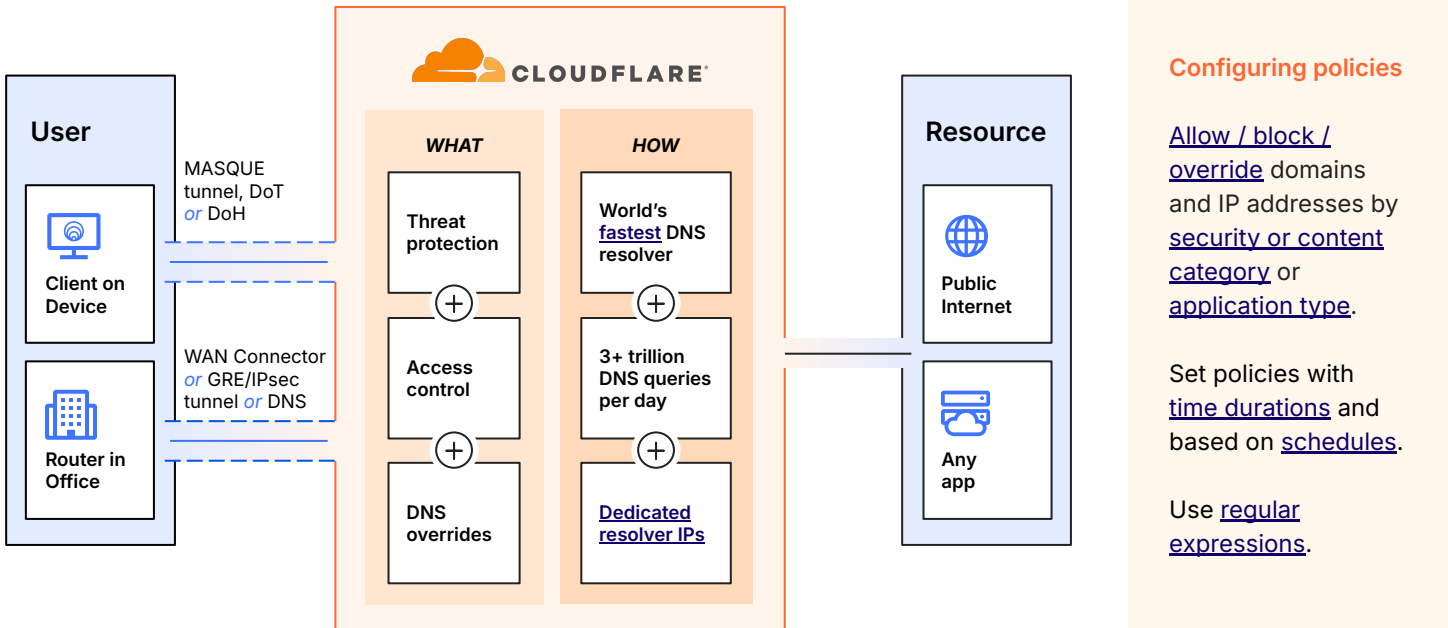 CLOUDFLARE
User
MASQUE
tunnel, DoT
or DoH
Client on
Device
WAN Connector
or GRE/IPsec
tunnel or DNS
Router in
Office
WHAT
Threat
protection
+
Access
control
+
DNS
overrides
HOW
World’s
fastest DNS
resolver
+
3+ trillion
DNS queries
per day
+
Dedicated
resolver IPs
Resource
Public
Internet
Any
app
Configuring policies
Allow / block /
override domains
and IP addresses by
security or content
category or
application type.
Set policies with
time durations and
based on schedules.
Use regular
expressions.